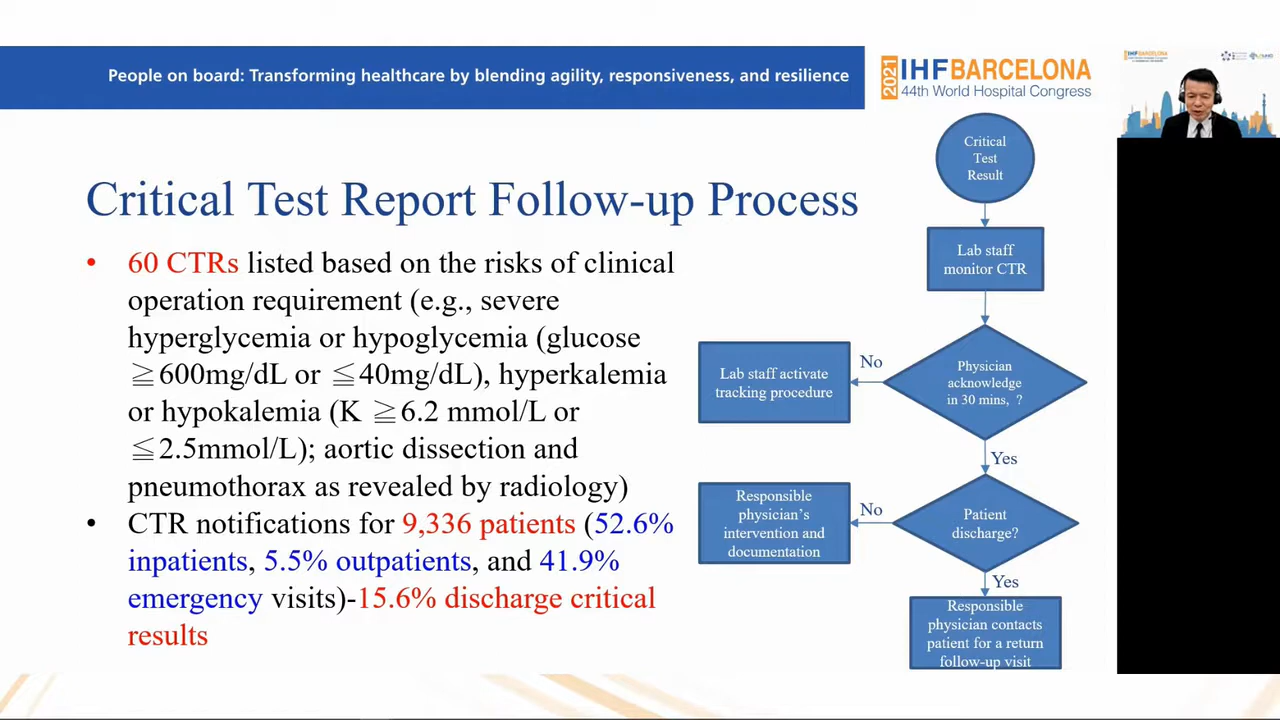 People on board: Transforming healthcare by blending agility, responsiveness, and resilience
2021 IHFBARCELONA
44th World Hospital Congress
IHFBARCELONA
Critical Test Report Follow-up Process
• 60 CTRs listed based on the risks of clinical
operation requirement (e.g., severe
hyperglycemia or hypoglycemia (glucose
≧600mg/dL or ≦40mg/dL), hyperkalemia
or hypokalemia (K ≧6.2 mmol/L or
≦2.5mmol/L); aortic dissection and
pneumothorax as revealed by radiology)
• CTR notifications for 9,336 patients (52.6%
inpatients, 5.5% outpatients, and 41.9%
emergency visits)-15.6% discharge critical
results
Critical
Test
Result
Lab staff
monitor CTR
Physician
acknowledge
in 30 mins, ?
No
Lab staff activate
tracking procedure
Yes
Patient
discharge?
No
Responsible
physician's
intervention and
documentation
Yes
Responsible
physician contacts
patient for a return
follow-up visit